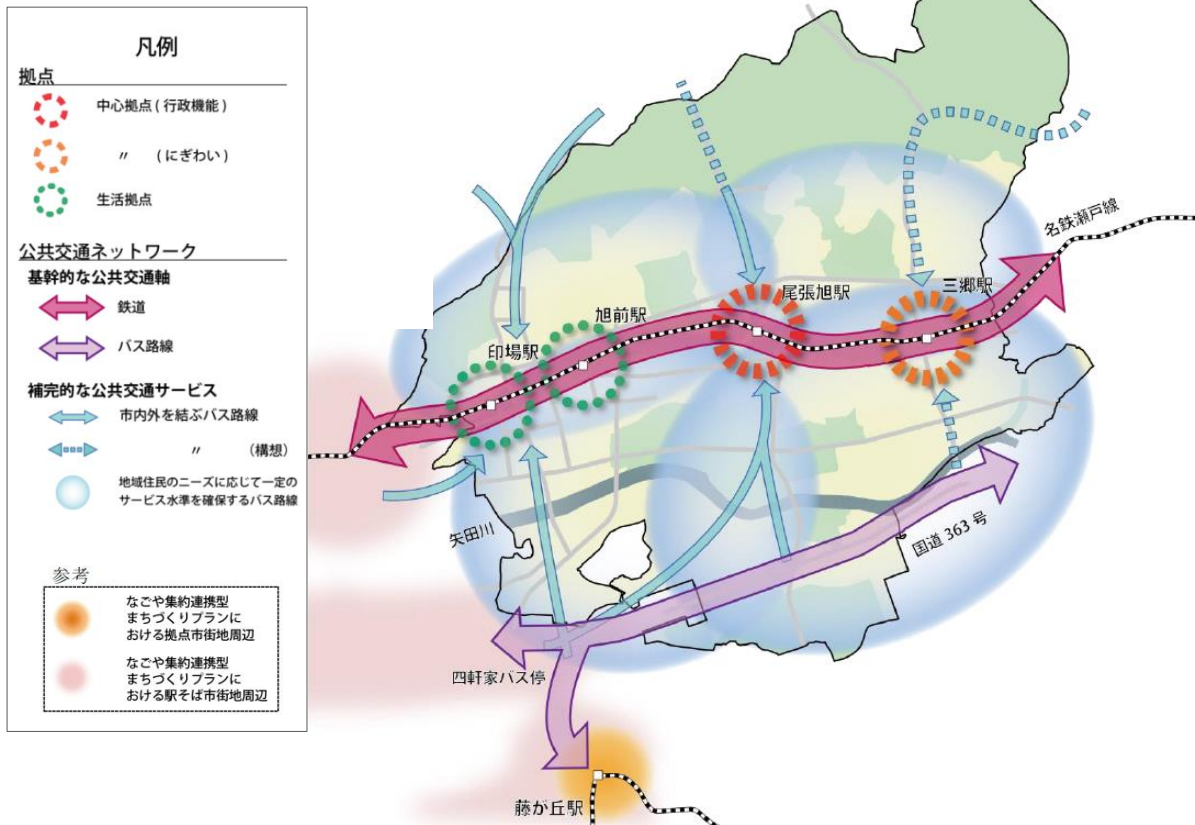 凡例
拠点
中心拠点(行政機能)
〃 (にぎわい)
生活拠点
公共交通ネットワーク
基幹的な公共交通軸
鉄道
バス路線
補完的な公共交通サービス
市内外を結ぶバス路線
〃 (構想)
地域住民のニーズに応じて一定の
サービス水準を確保するバス路線
参考
なごや集約連携型
まちづくりプランに
おける拠点市街地周辺
なごや集約連携型
まちづくりプランに
おける駅そば市街地周辺
名鉄瀬戸線
三郷駅
尾張旭駅
旭前駅
印場駅
矢田川
国道363号
四軒家バス停
藤が丘駅